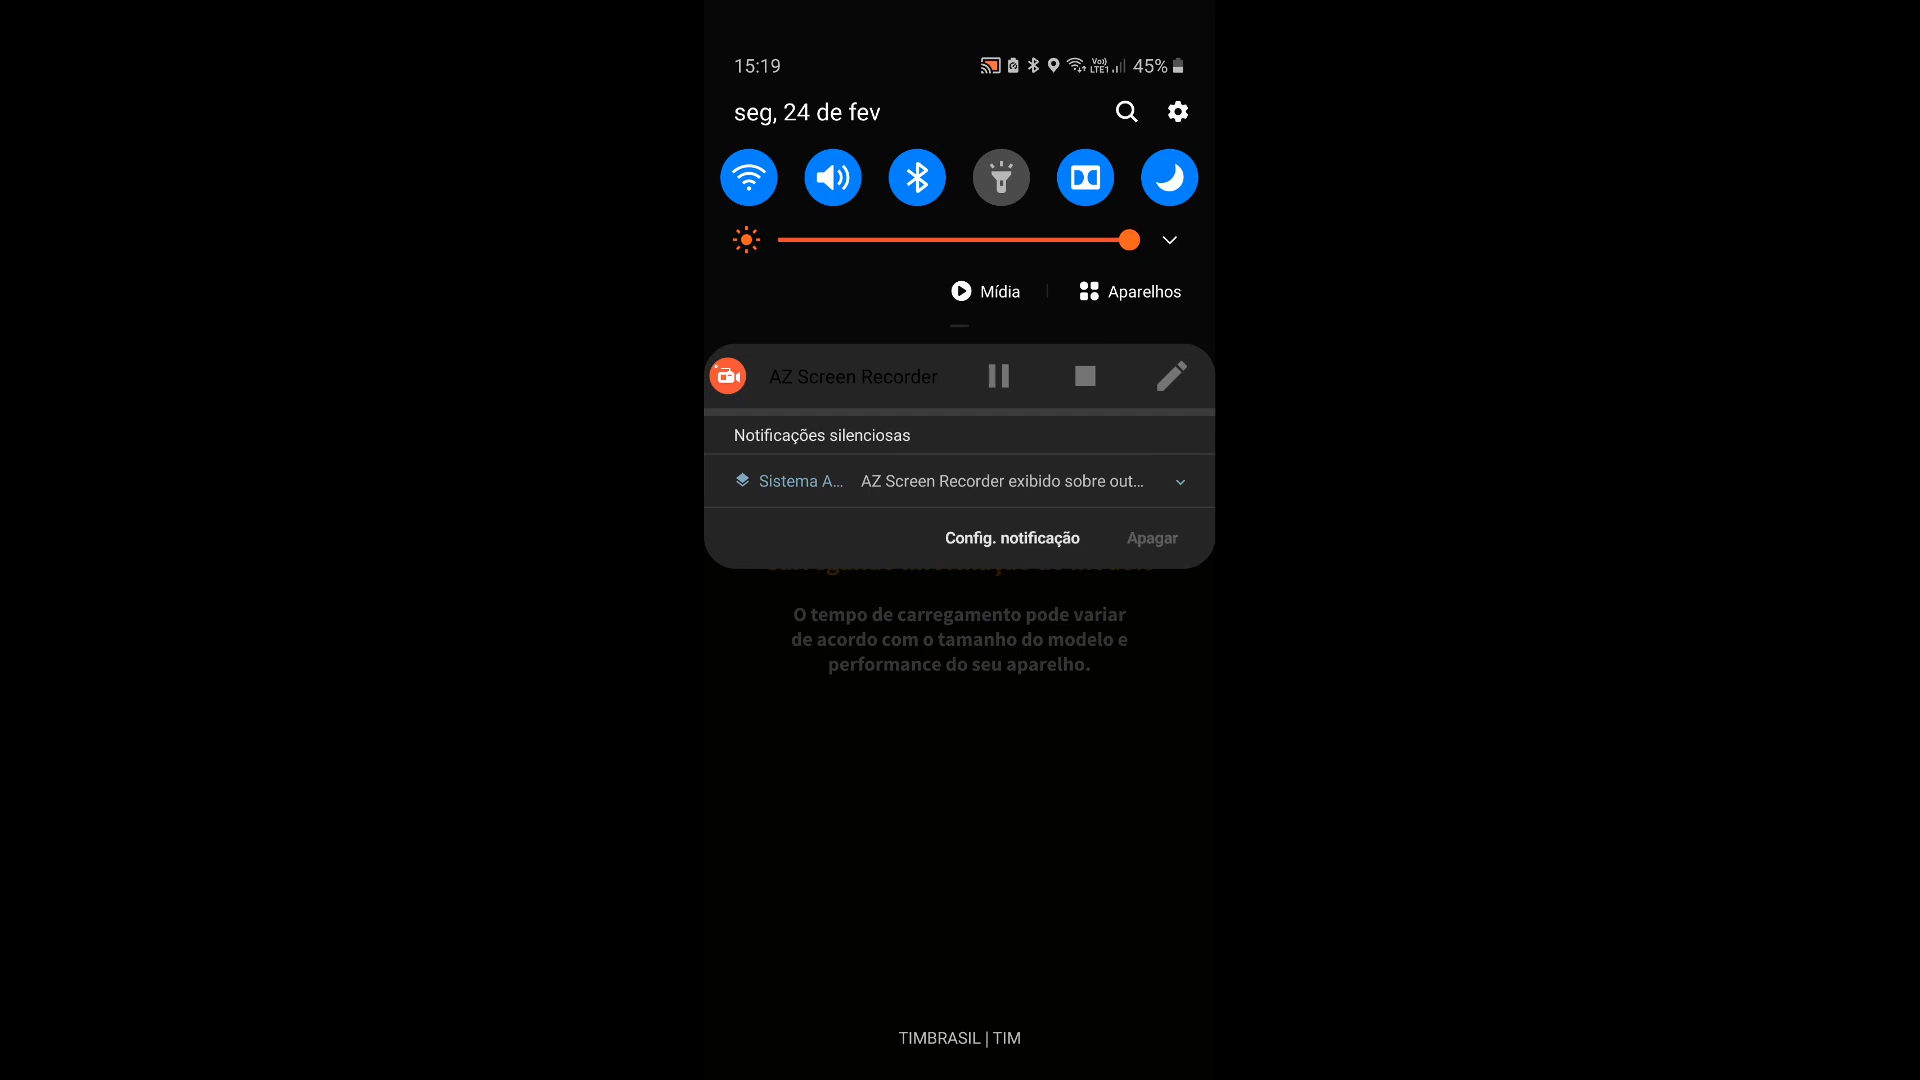 15:19
Vo)) LTE1 45%
seg, 24 de fev
Mídia
Aparelhos
AZ Screen Recorder
Notificações silenciosas
Sistema A... AZ Screen Recorder exibido sobre out...
Config. notificação
Apagar
O tempo de carregamento pode variar
de acordo com o tamanho do modelo e
performance do seu aparelho.
TIMBRASIL | TIM